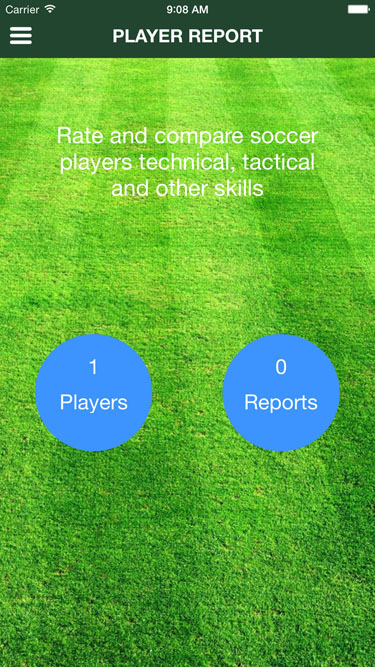 Carrier 9:08 AM
PLAYER REPORT
Rate and compare soccer
players technical, tactical
and other skills
1
Players
0
Reports